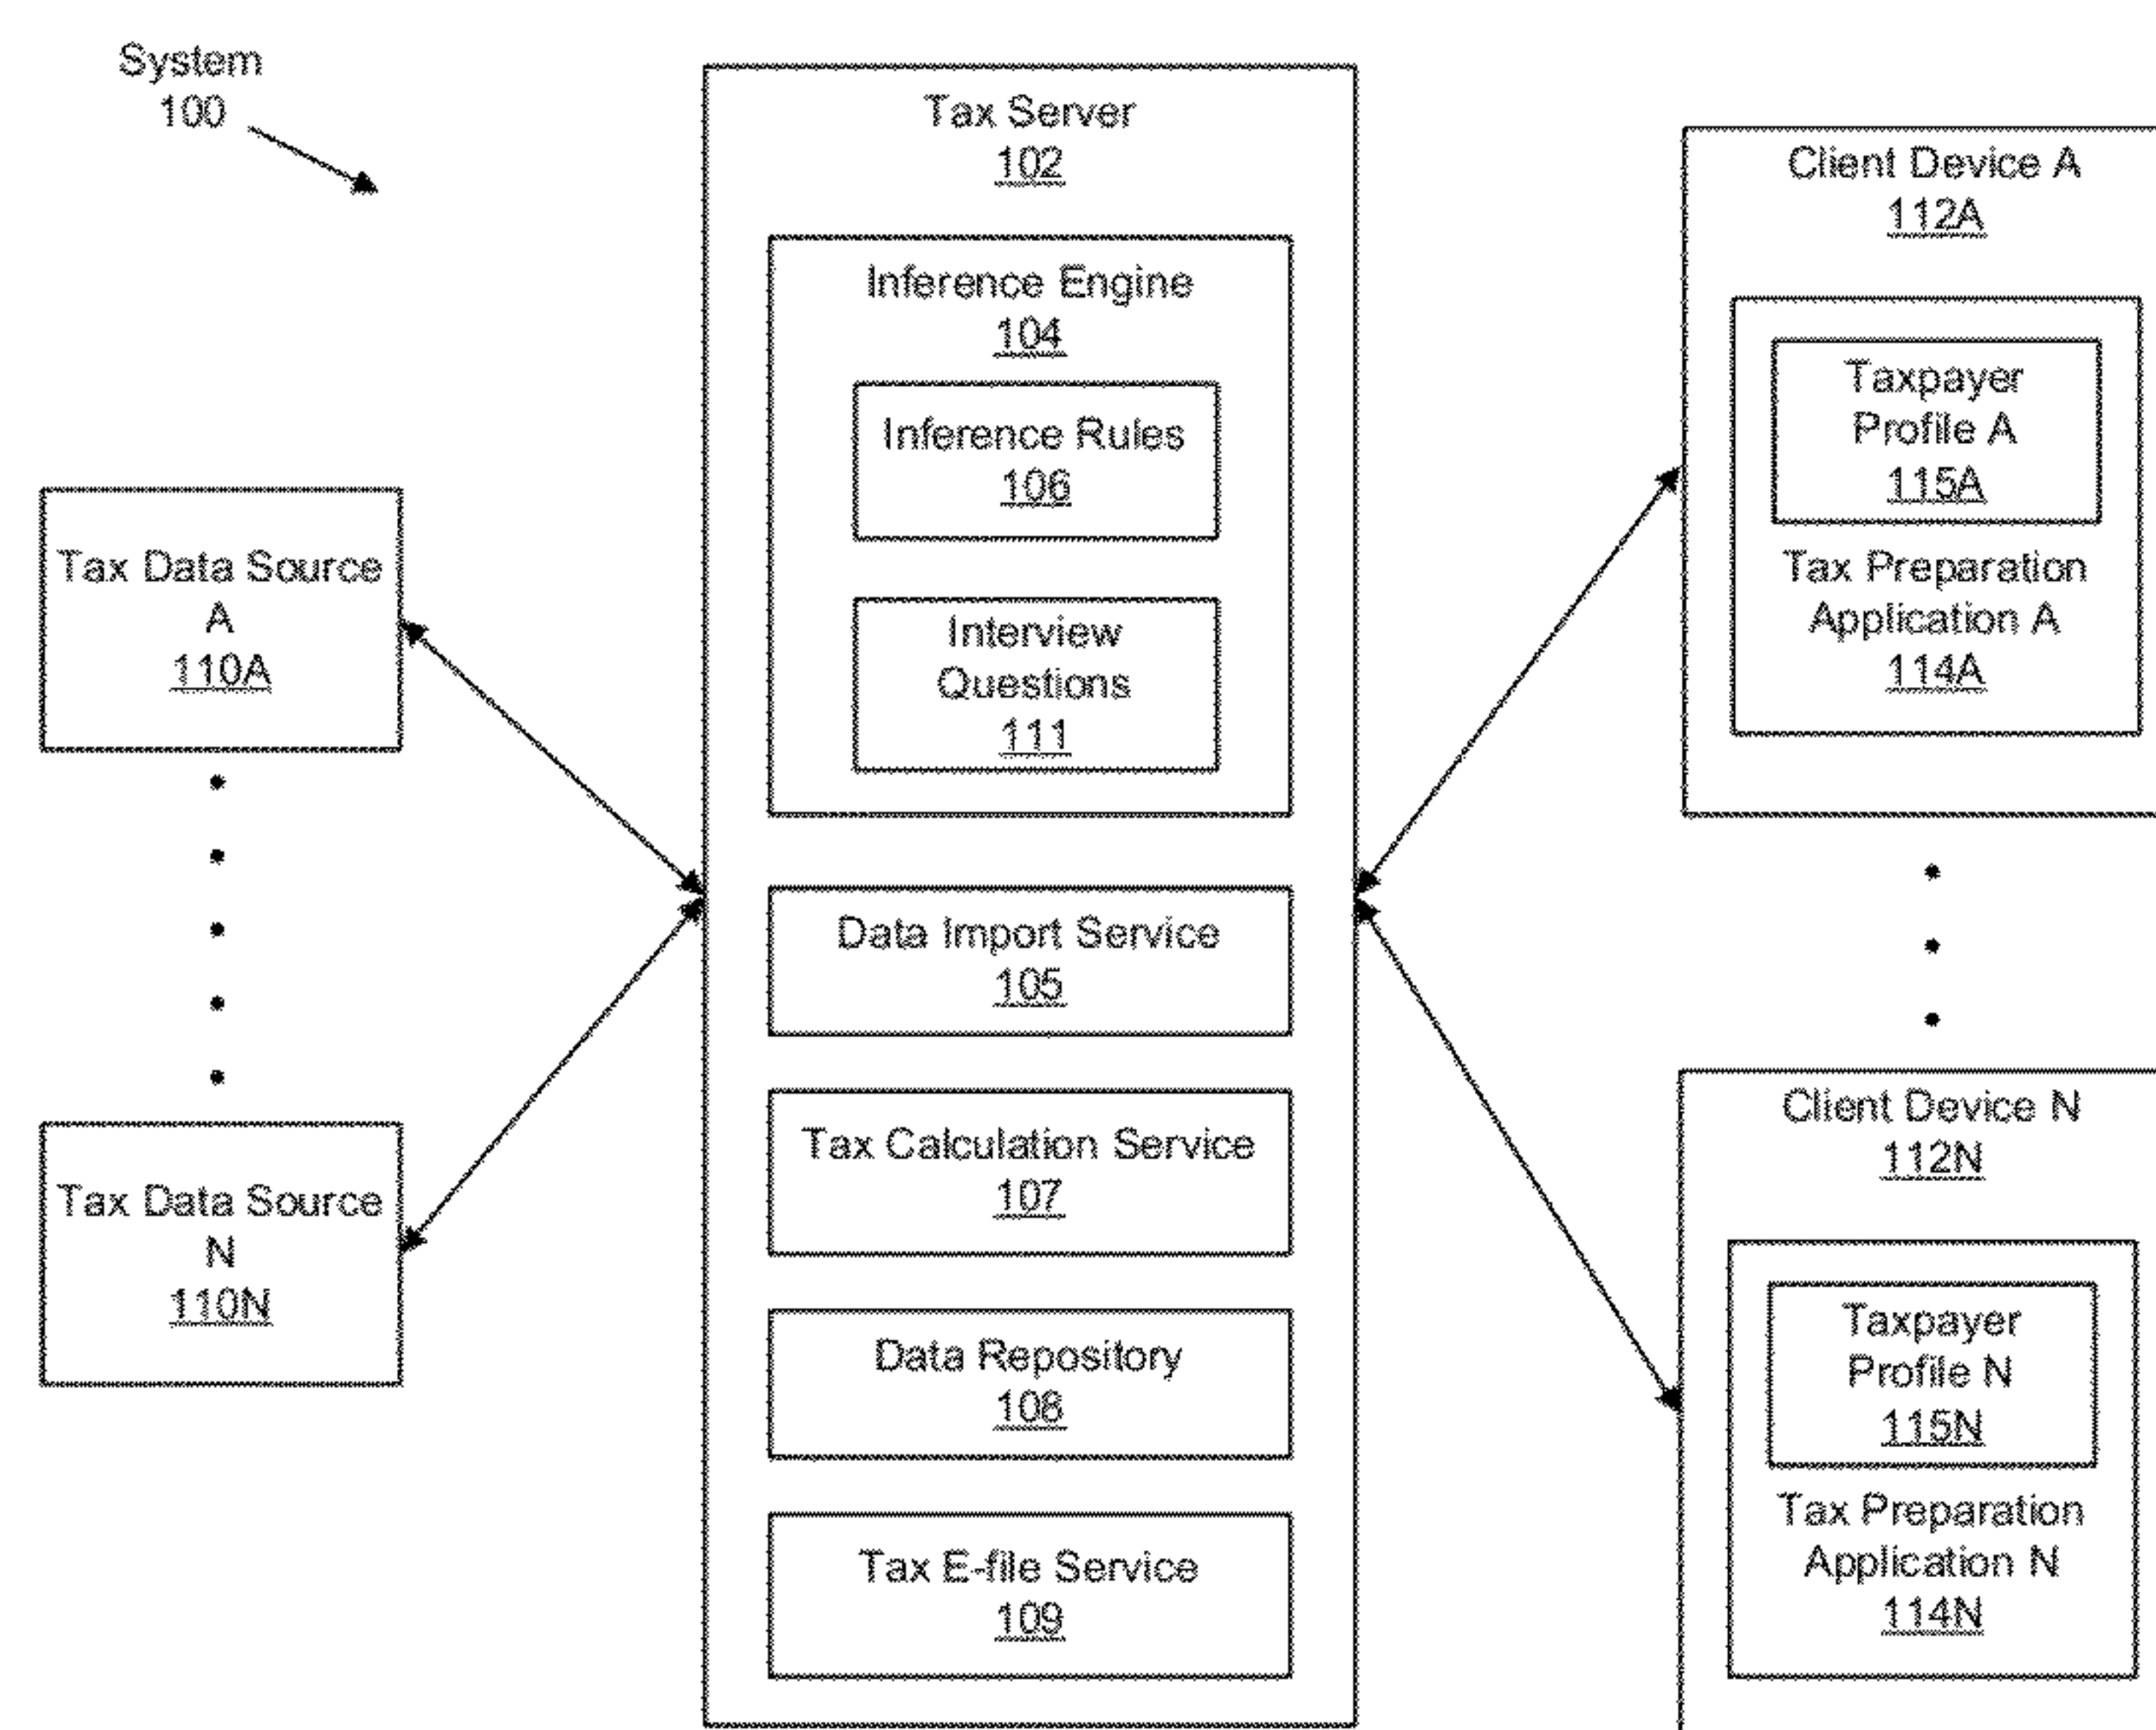 System
100
Tax Server
102
Inference Engine
104
Inference Rules
106
Interview
Questions
111
Data Import Service
105
Tax Calculation Service
107
Data Repository
108
Tax E-file Service
109
Tax Data Source
A
110A
Tax Data Source
N
110N
Client Device A
112A
Taxpayer
Profile A
115A
Tax Preparation
Application A
114A
Client Device N
112N
Taxpayer
Profile N
115N
Tax Preparation
Application N
114N